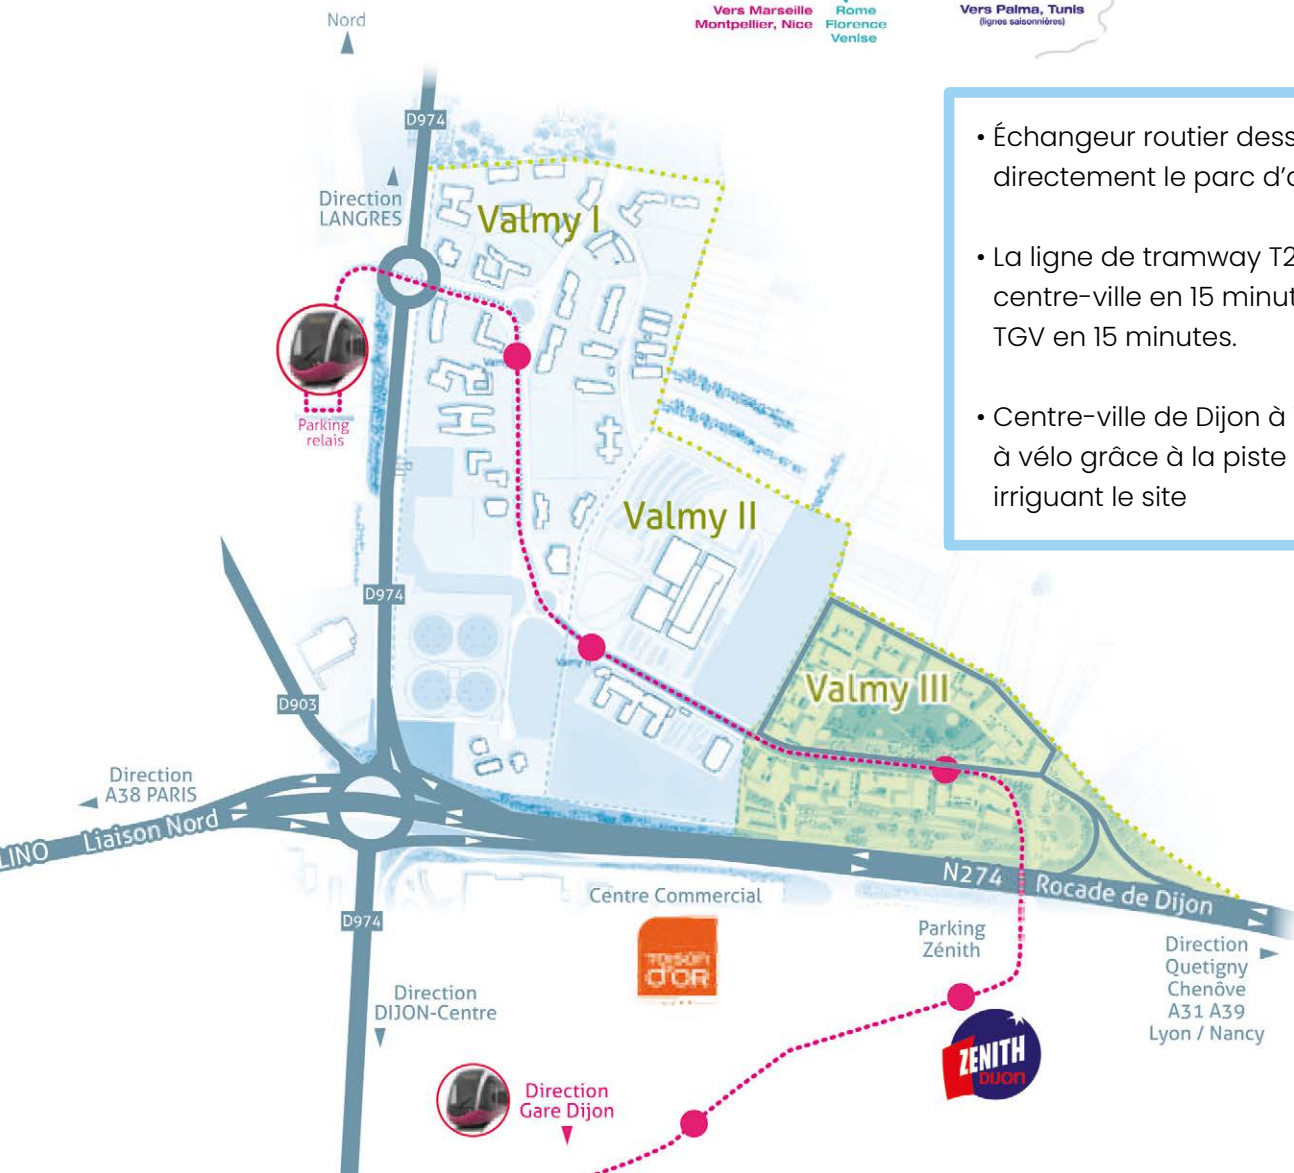 Vers Marseille
Montpellier, Nice
Rome
Florence
Venise
Vers Palma, Tunis
(lignes saisonnières)
Nord
D974
Direction
LANGRES
Valmy I
Parking
relais
• Échangeur routier
directement le parc
• La ligne de tramway T2
centre-ville en 15
TGV en 15 minutes.
• Centre-ville de Dijon à
à vélo grâce à la piste
irriguant le site
Valmy II
D974
Valmy III
D903
Direction
A38 PARIS
LINO Liaison Nord
N274 Rocade de Dijon
Centre Commercial
TOISON
d'OR
D974
Parking
Zénith
Direction
Quetigny
Chenôve
A31 A39
Lyon / Nancy
Direction
DIJON-Centre
ZENITH
DIJON
Direction
Gare Dijon